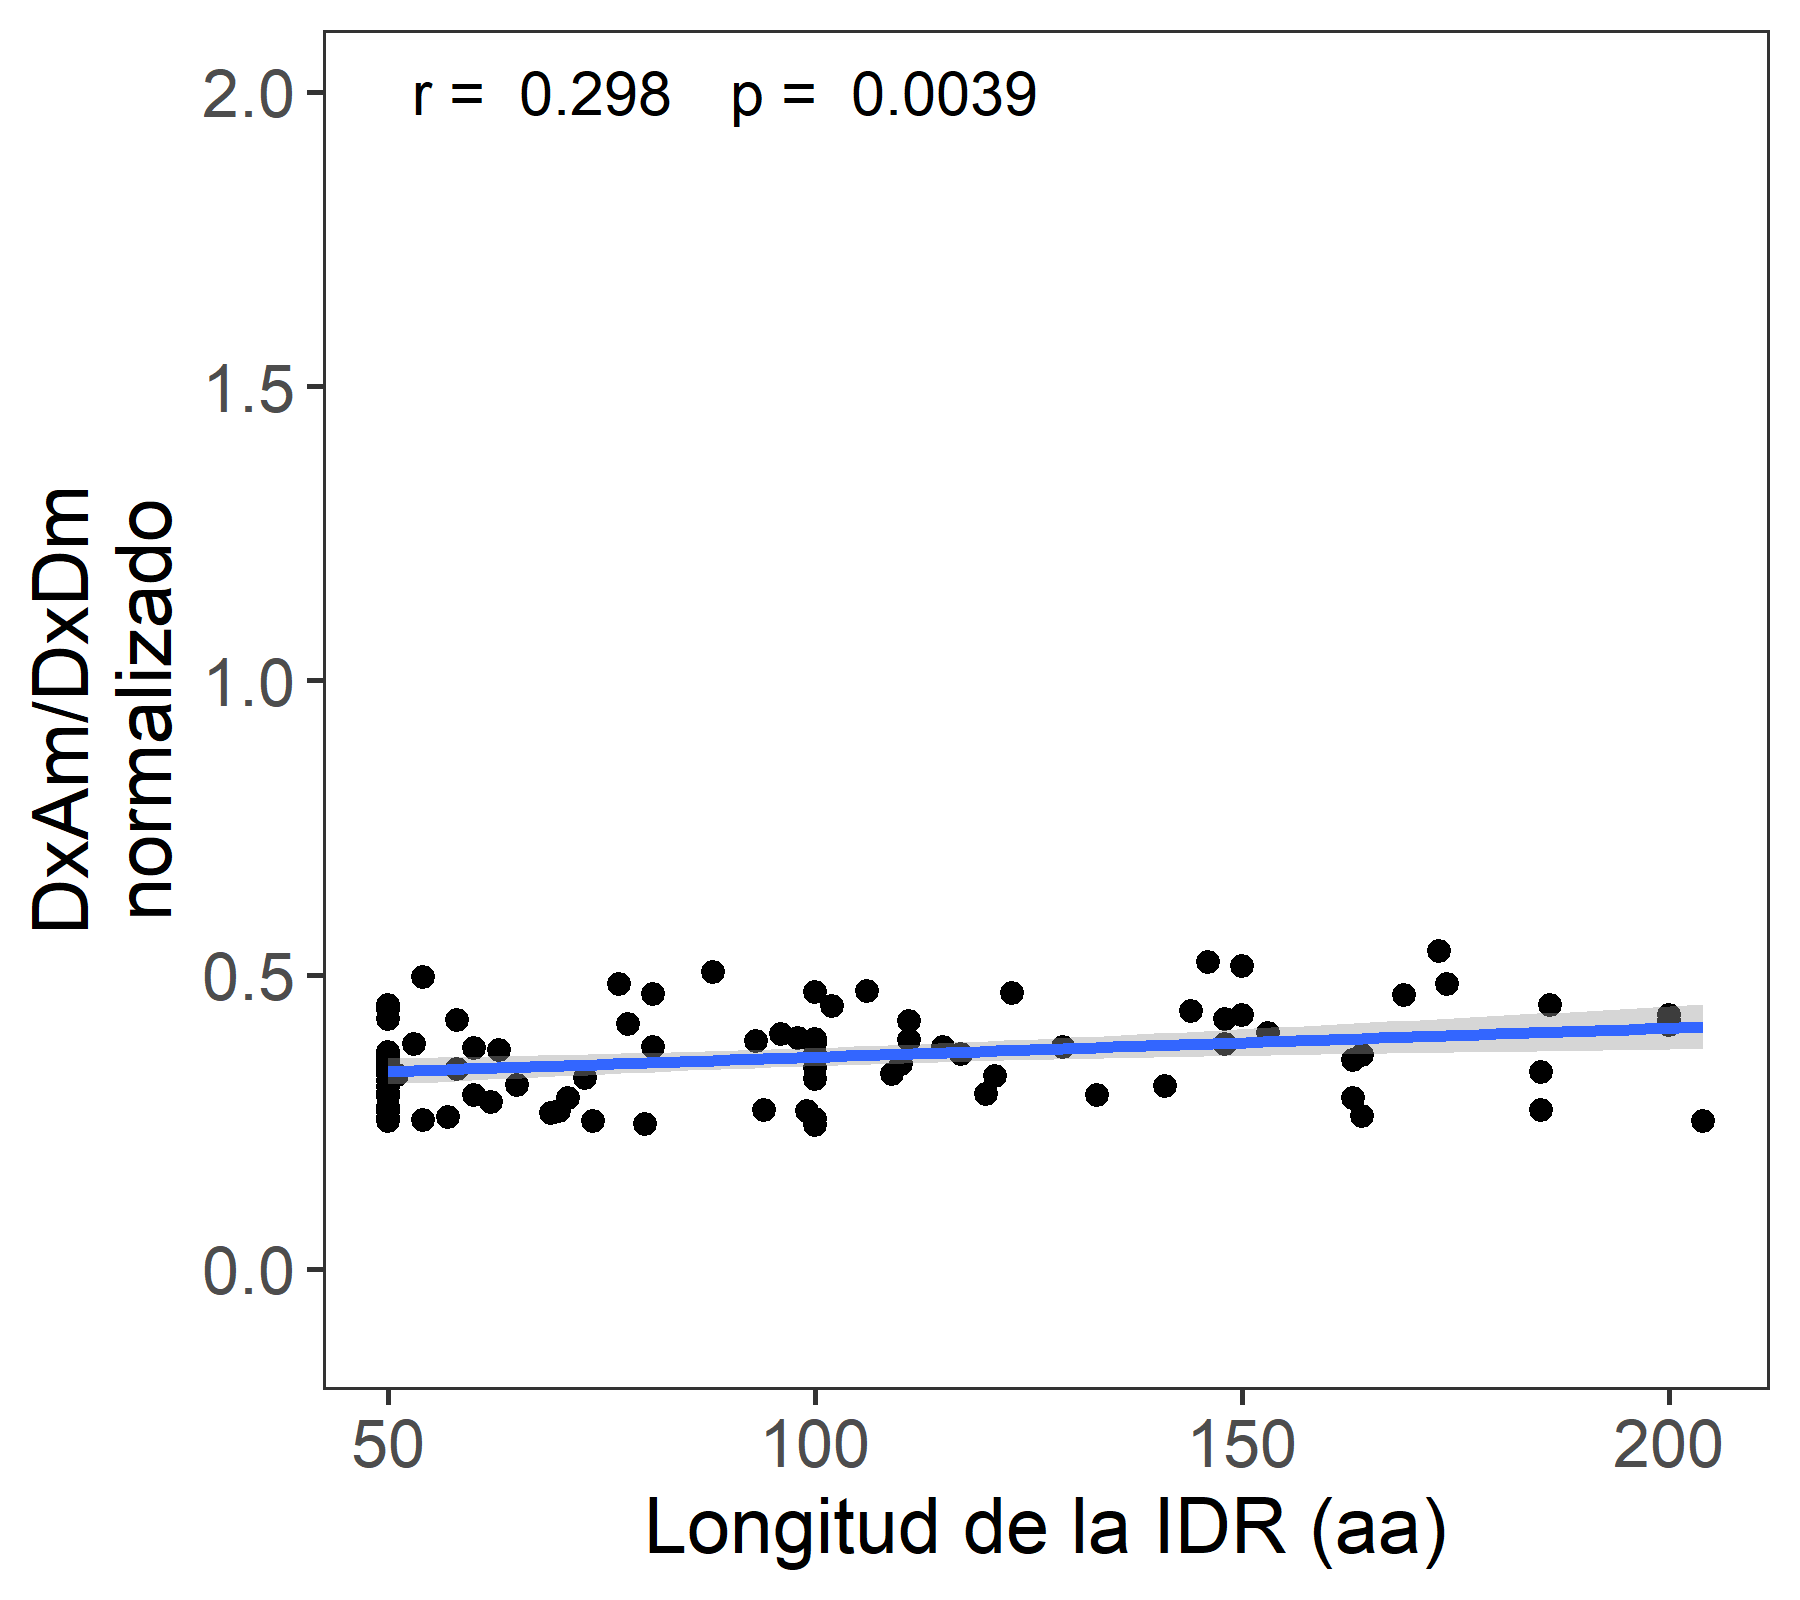 r = 0.298 p = 0.0039
2.0
1.5
1.0
0.5
0.0
DxAm/DxDm
normalizado
50 100 150 200
Longitud de la IDR (aa)